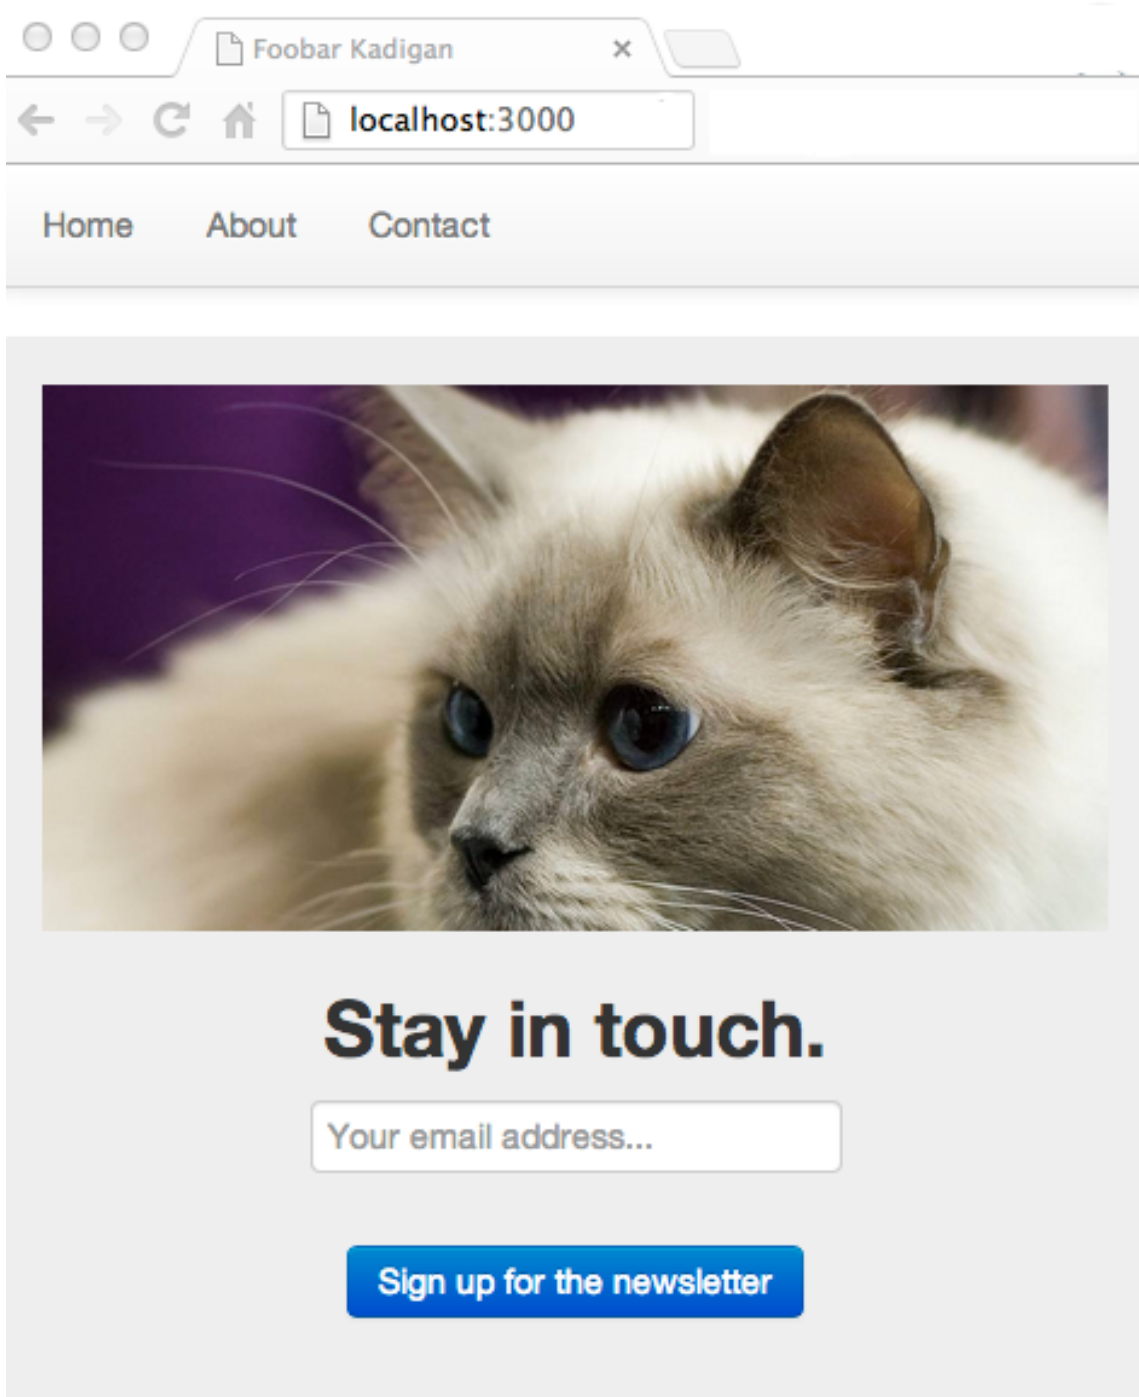 Foobar Kadigan
localhost:3000
Home About Contact
Stay in touch.
Your email address...
Sign up for the newsletter